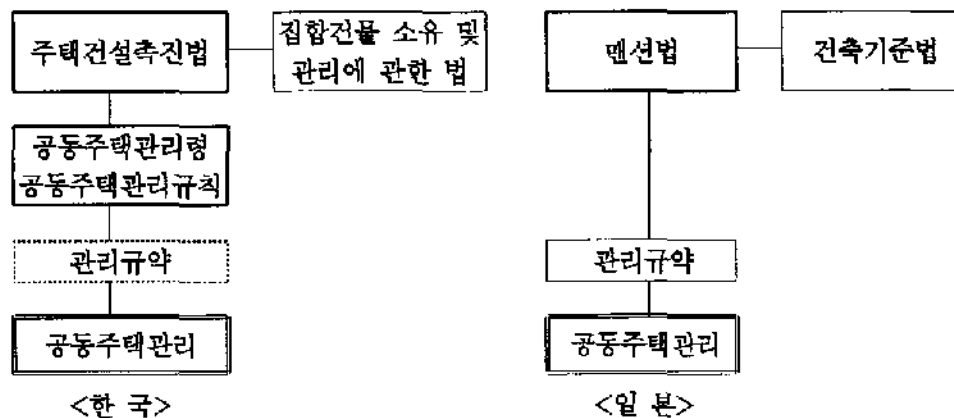 주택건설촉진법
집합건물 소유 및
관리에 관한 법
공동주택관리령
공동주택관리규칙
관리규약
공동주택관리
<한 국>
맨션법
건축기준법
관리규약
공동주택관리
<일 본>